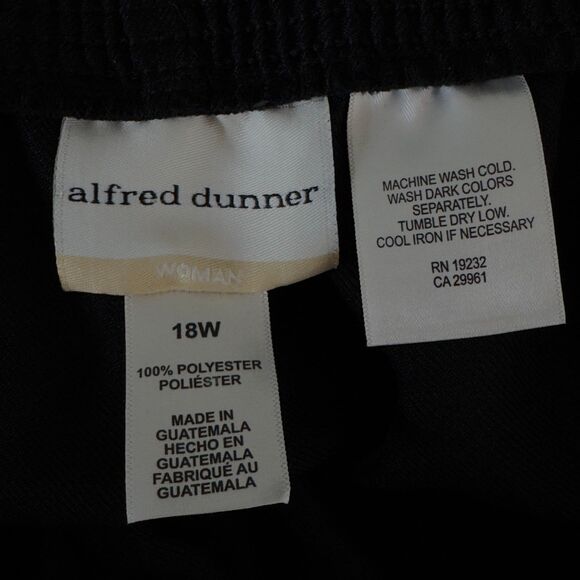 alfred dunner
WOMAN
18W
100% POLYESTER
POLIÉSTER
MADE IN
GUATEMALA
HECHO EN
GUATEMALA
FABRIQUÉ AU
GUATEMALA
MACHINE WASH COLD.
WASH DARK COLORS
SEPARATELY.
TUMBLE DRY LOW.
COOL IRON IF NECESSARY
RN 19232
CA 29961